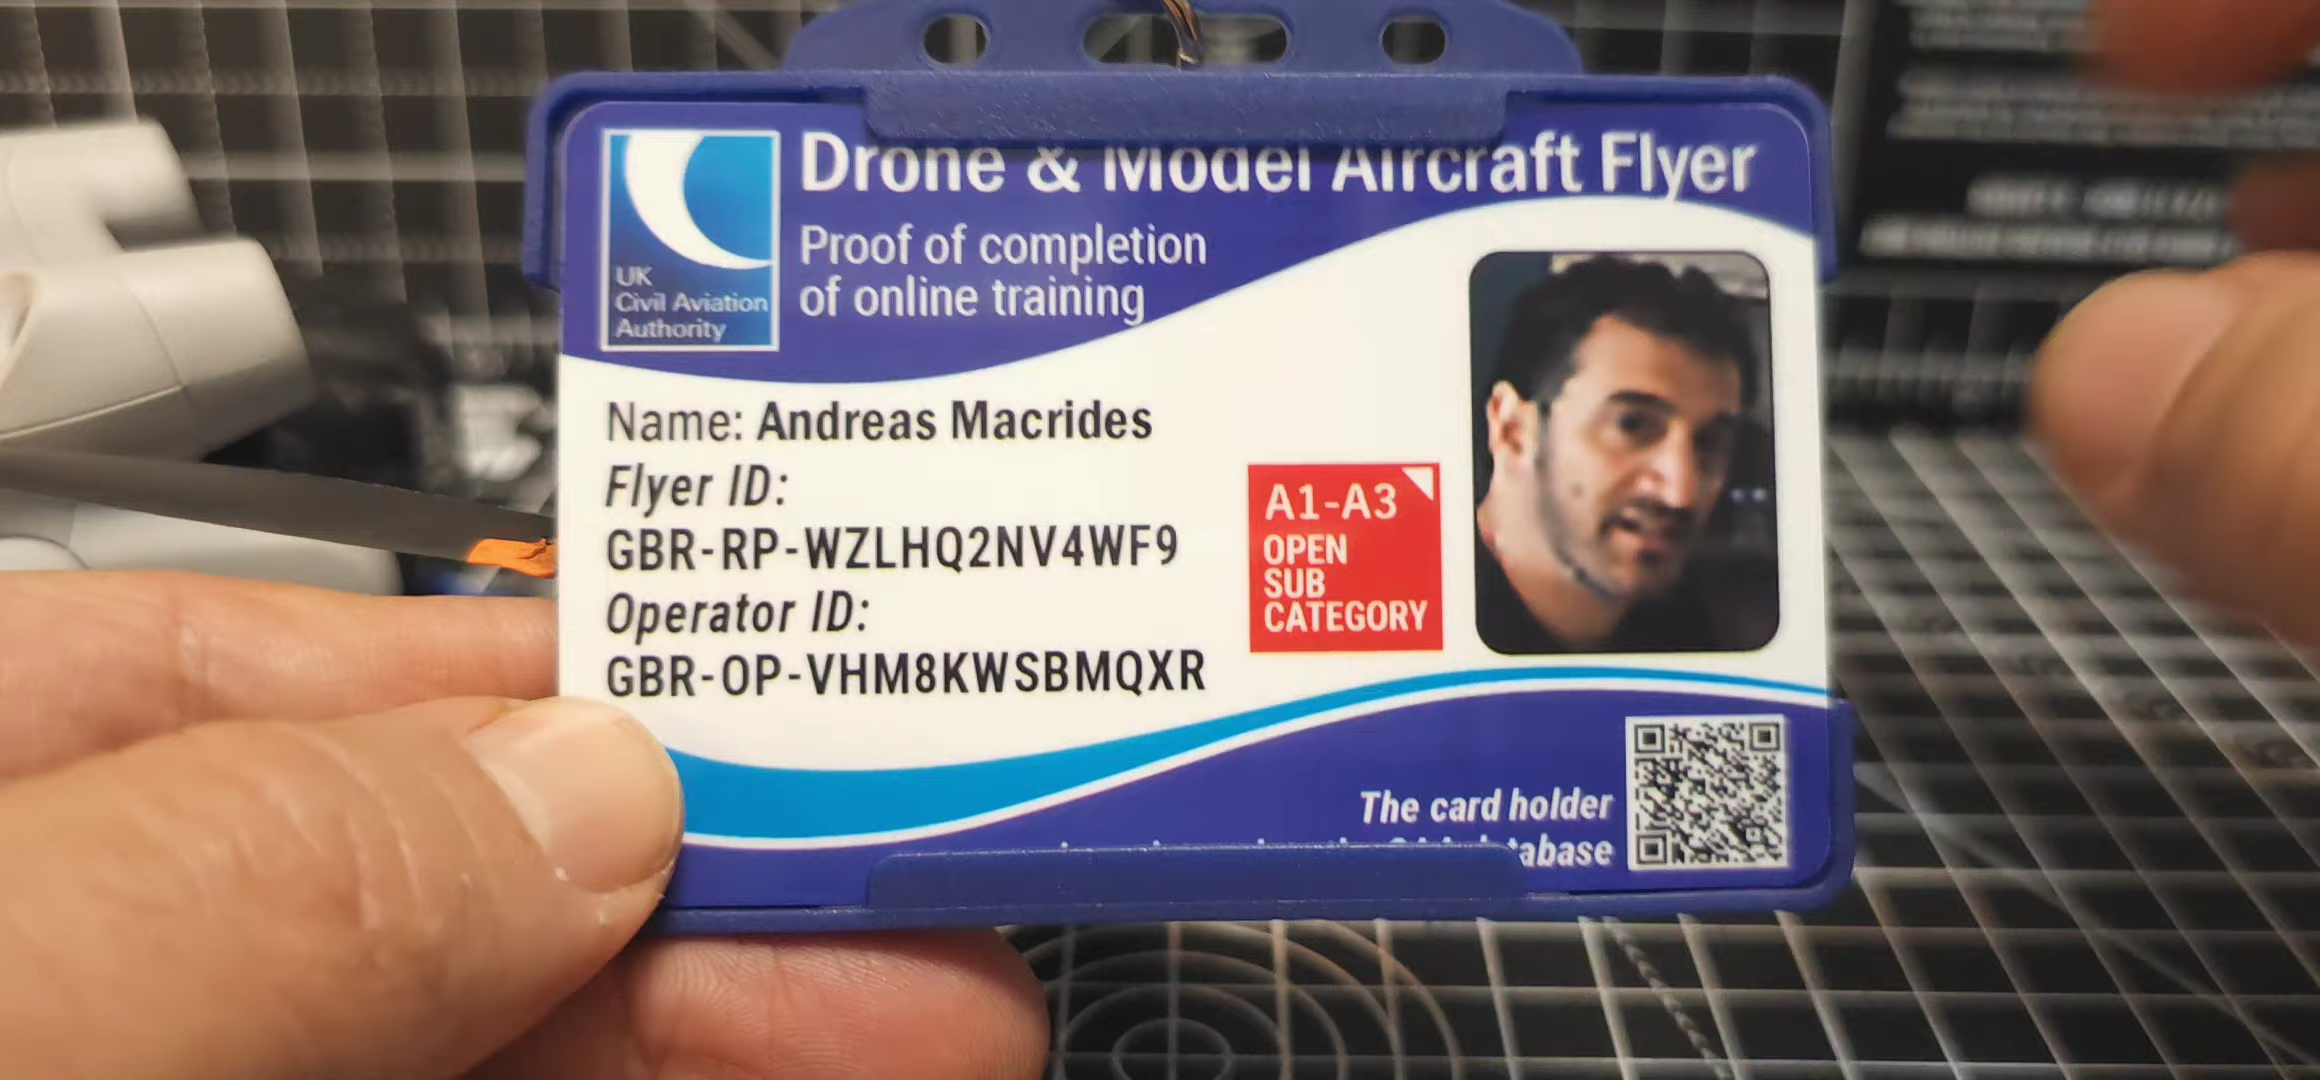 Drone & Model Aircraft Flyer
Proof of completion
of online training
UK
Civil Aviation
Authority
Name: Andreas Macrides
Flyer ID:
GBR-RP-WZLHQ2NV4WF9
Operator ID:
GBR-OP-VHM8KWSBMQXR
A1-A3
OPEN
SUB
CATEGORY
The card holder